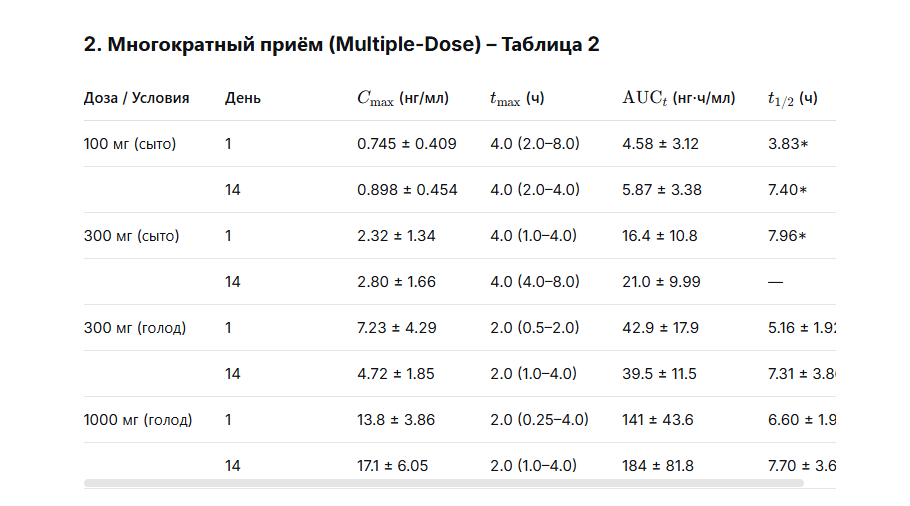 2. Многократный приём (Multiple-Dose) – Таблица 2
Доза / Условия День Cmax (нг/мл) tmax (ч) AUCt (нг·ч/мл) t1/2 (ч)
100 мг (сыто) 1 0.745 ± 0.409 4.0 (2.0–8.0) 4.58 ± 3.12 3.83*
14 0.898 ± 0.454 4.0 (2.0–4.0) 5.87 ± 3.38 7.40*
300 мг (сыто) 1 2.32 ± 1.34 4.0 (1.0–4.0) 16.4 ± 10.8 7.96*
14 2.80 ± 1.66 4.0 (4.0–8.0) 21.0 ± 9.99 —
300 мг (голод) 1 7.23 ± 4.29 2.0 (0.5–2.0) 42.9 ± 17.9 5.16 ± 1.92
14 4.72 ± 1.85 2.0 (1.0–4.0) 39.5 ± 11.5 7.31 ± 3.8
1000 мг (голод) 1 13.8 ± 3.86 2.0 (0.25–4.0) 141 ± 43.6 6.60 ± 1.9
14 17.1 ± 6.05 2.0 (1.0–4.0) 184 ± 81.8 7.70 ± 3.6